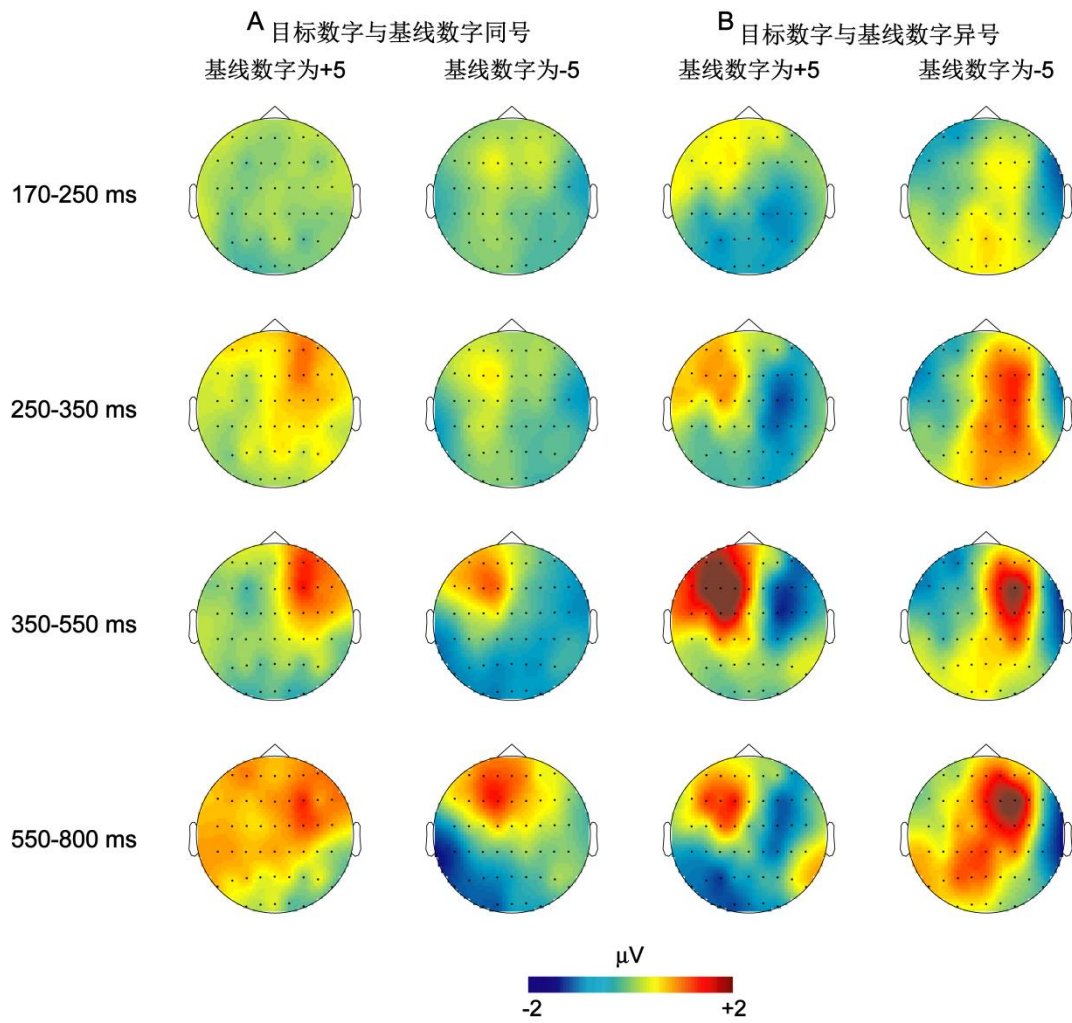 A 目标数字与基线数字同号
B 目标数字与基线数字异号
基线数字为+5
基线数字为-5
基线数字为+5
基线数字为-5
170-250 ms
250-350 ms
350-550 ms
550-800 ms
μV
-2
+2